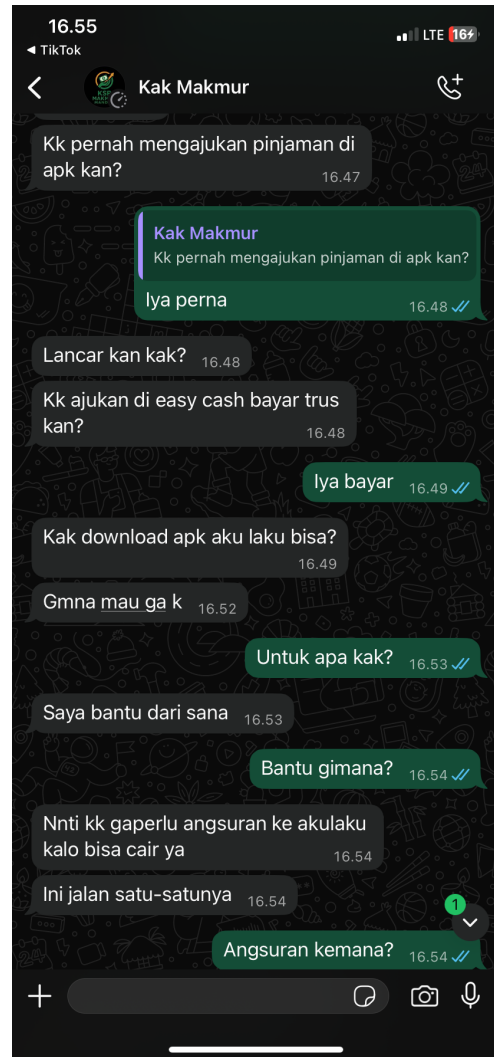 16.55
LTE 16
◀ TikTok
Kak Makmur
Kk pernah mengajukan pinjaman di
apk kan?
16.47
Kak Makmur
Kk pernah mengajukan pinjaman di apk kan?
Iya perna
16.48
Lancar kan kak? 16.48
Kk ajukan di easy cash bayar trus
kan?
16.48
Iya bayar 16.49
Kak download apk aku laku bisa?
16.49
Gmna mau ga k 16.52
Untuk apa kak? 16.53
Saya bantu dari sana 16.53
Bantu gimana? 16.54
Nnti kk gaperlu angsuran ke akulaku
kalo bisa cair ya
16.54
Ini jalan satu-satunya 16.54
1
Angsuran kemana? 16.54